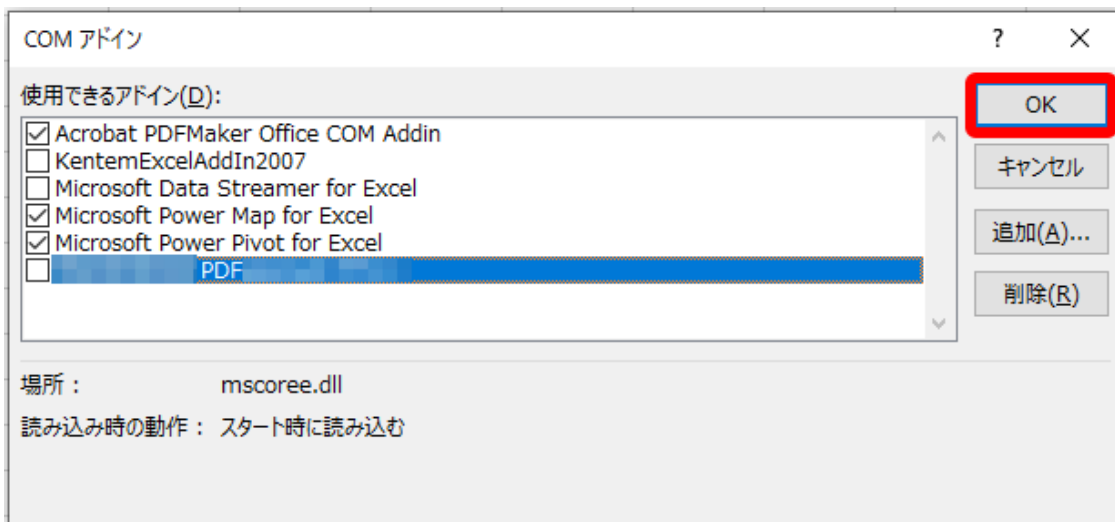 COM アドイン
? ×
使用できるアドイン(D):
Acrobat PDFMaker Office COM Addin
KentemExcelAddIn2007
Microsoft Data Streamer for Excel
Microsoft Power Map for Excel
Microsoft Power Pivot for Excel
PDF
OK
キャンセル
追加(A)...
削除(R)
場所： mscoree.dll
読み込み時の動作： スタート時に読み込む